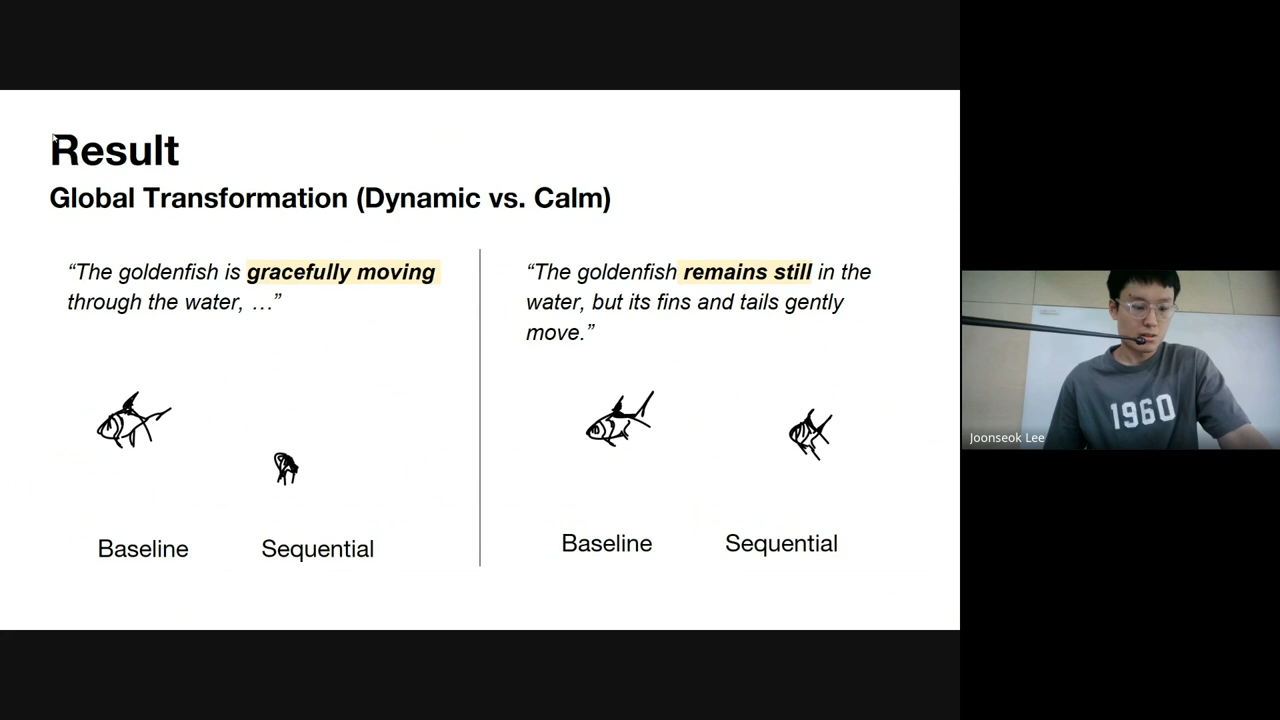 Result
Global Transformation (Dynamic vs. Calm)
“The goldenfish is gracefully moving
through the water, …”
“The goldenfish remains still in the
water, but its fins and tails gently
move.”
Baseline
Sequential
Baseline
Sequential
1960
Joonseok Lee